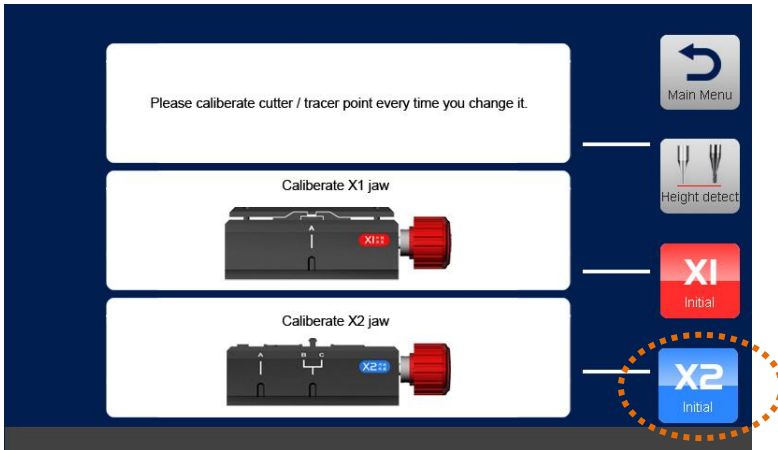 Please caliberate cutter / tracer point every time you change it.
Main Menu
Height detect
Caliberate X1 jaw
A
X1
X1
Initial
Caliberate X2 jaw
A B C
X2
X2
Initial